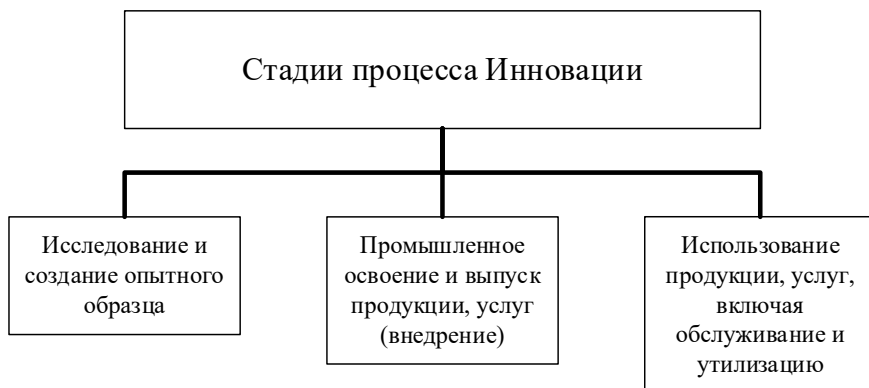 Стадии процесса Инновации
Исследование и
создание опытного
образца
Промышленное
освоение и выпуск
продукции, услуг
(внедрение)
Использование
продукции, услуг,
включая
обслуживание и
утилизацию